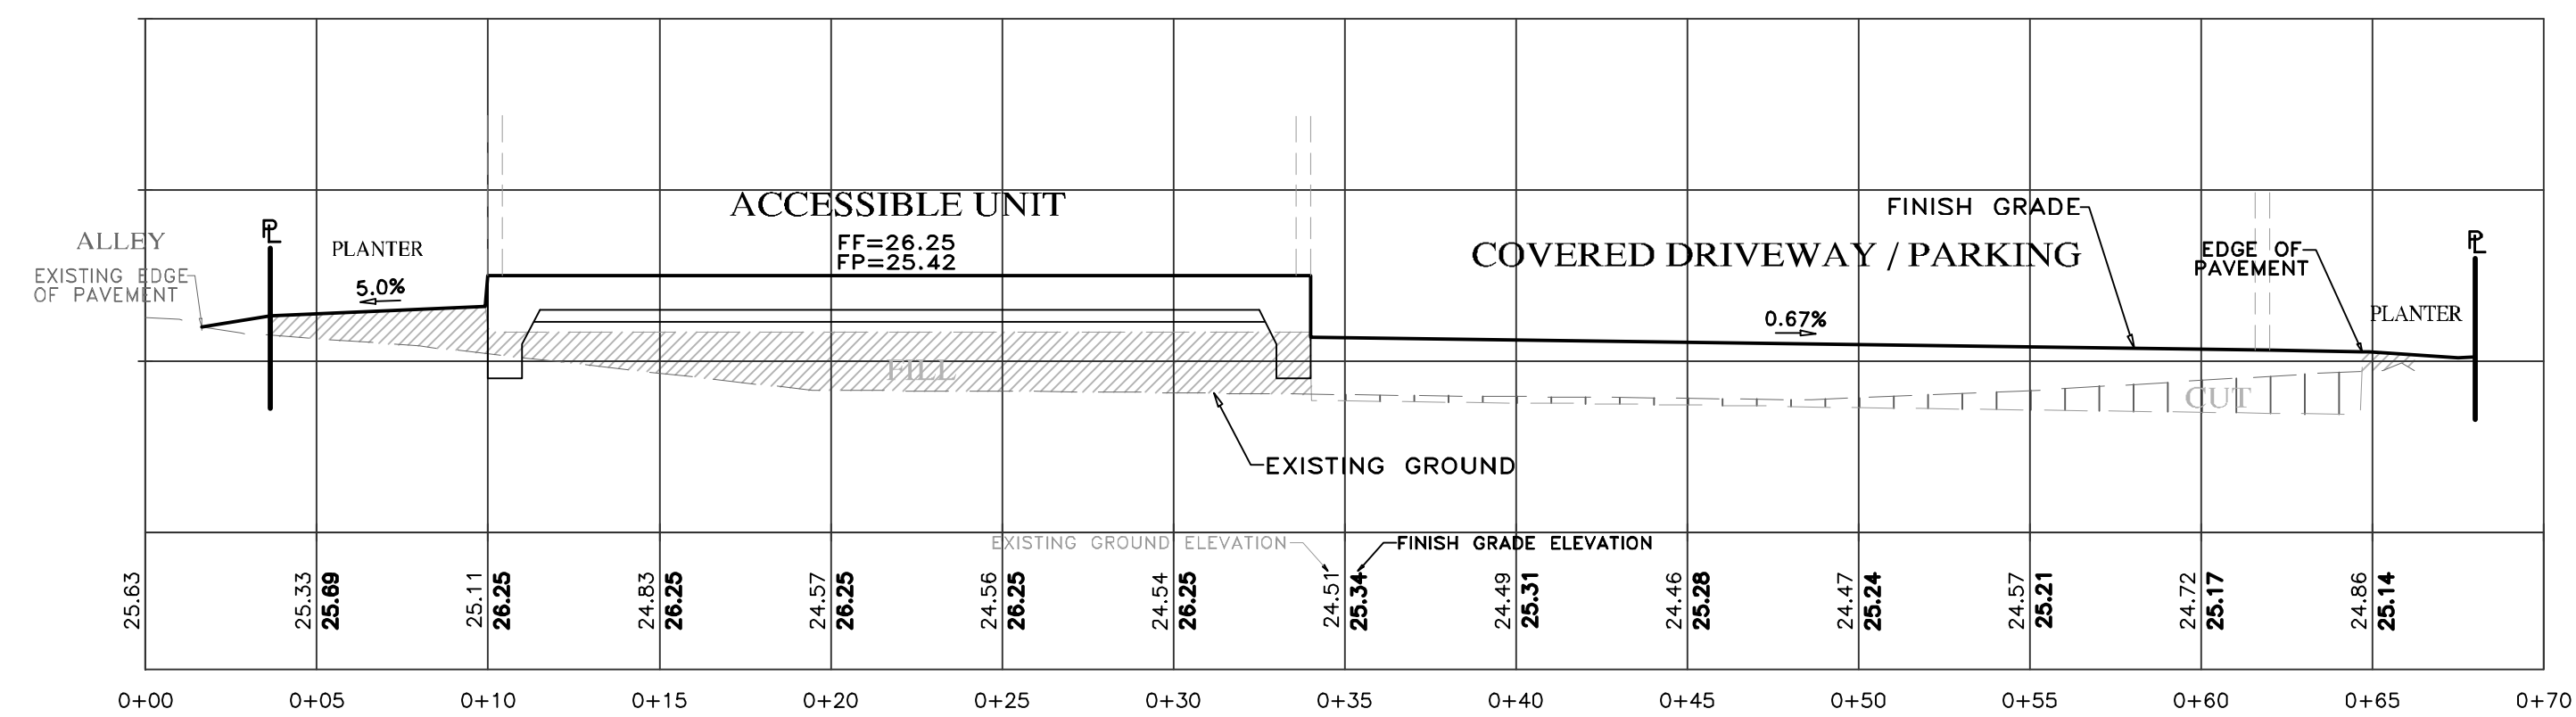 ALLEY
EXISTING EDGE
OF PAVEMENT
PL
PLANTER
5.0%
ACCESSIBLE UNIT
FF=26.25
FP=25.42
FILL
EXISTING GROUND
COVERED DRIVEWAY / PARKING
0.67%
FINISH GRADE
EDGE OF
PAVEMENT
PL
PLANTER
CUT
EXISTING GROUND ELEVATION
FINISH GRADE ELEVATION
25.63
25.33
25.69
25.11
26.25
24.83
26.25
24.57
26.25
24.56
26.25
24.54
26.25
24.51
25.34
24.49
25.31
24.46
25.28
24.47
25.24
24.57
25.21
24.72
25.17
24.86
25.14
0+00 0+05 0+10 0+15 0+20 0+25 0+30 0+35 0+40 0+45 0+50 0+55 0+60 0+65 0+70